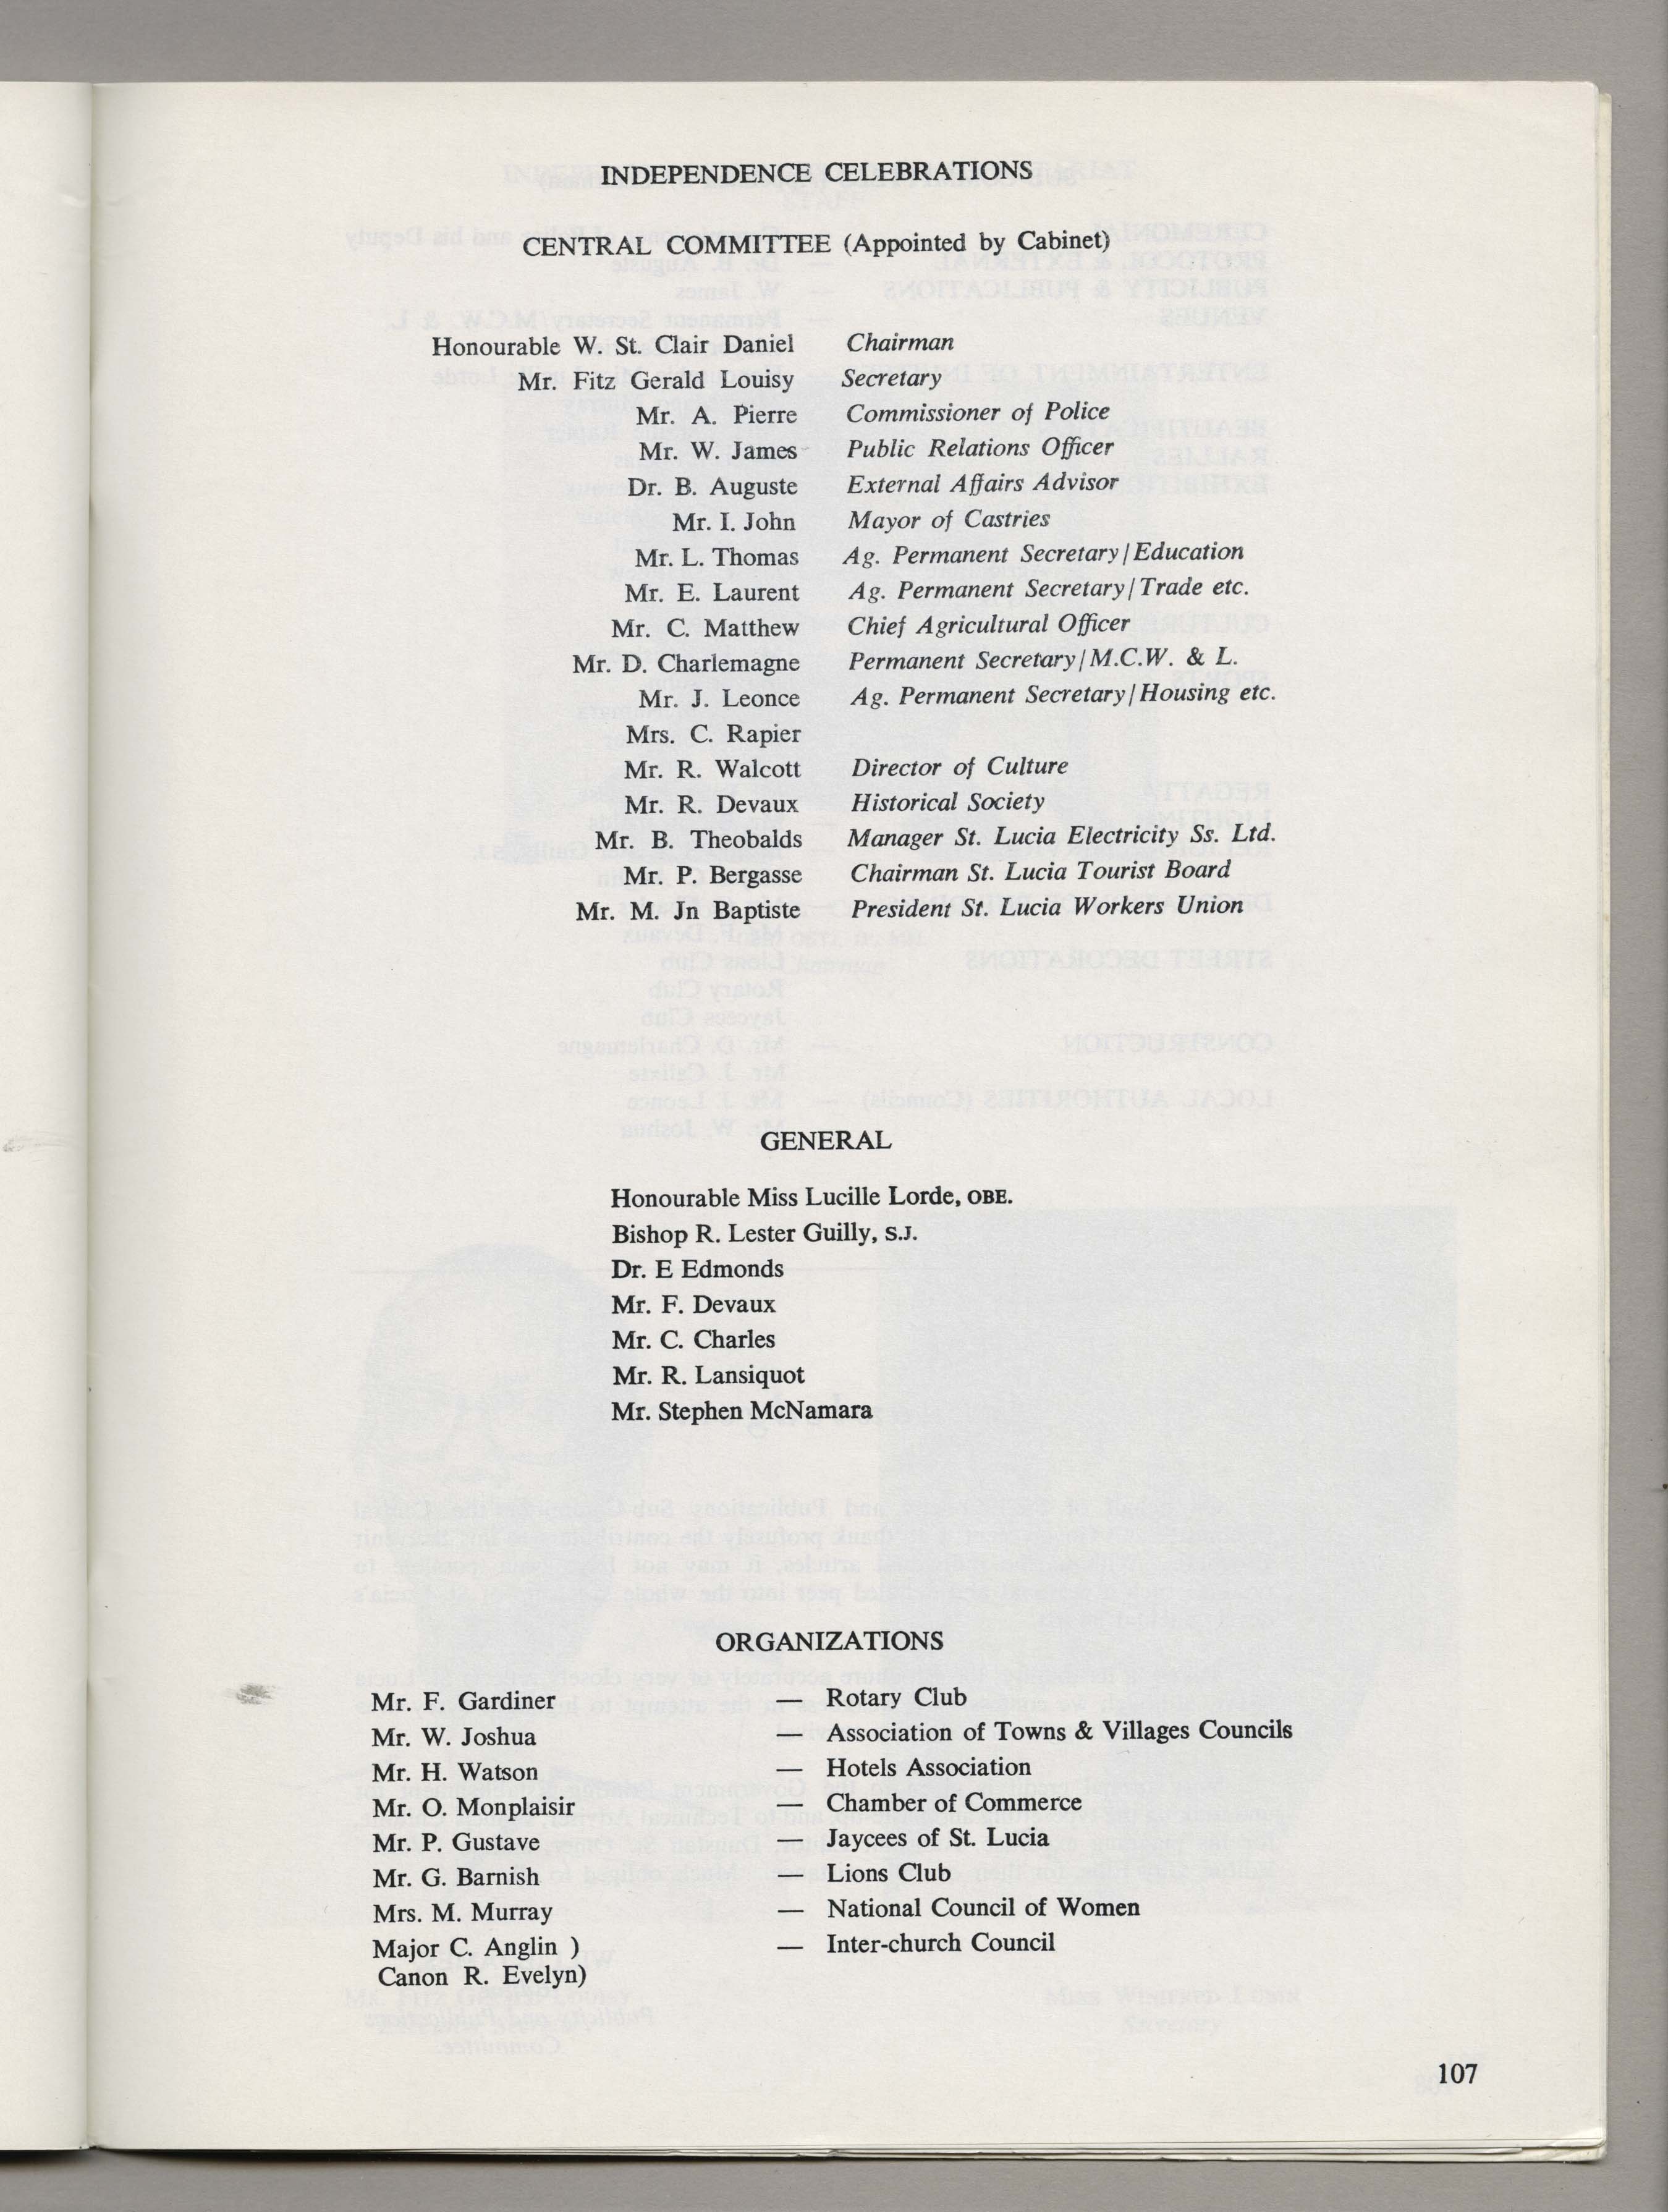 INDEPENDENCE CELEBRATIONS
CENTRAL COMMITTEE (Appointed by Cabinet)
Honourable W. St. Clair Daniel Chairman
Mr. Fitz Gerald Louisy Secretary
Mr. A. Pierre Commissioner of Police
Mr. W. James Public Relations Officer
Dr. B. Auguste External Affairs Advisor
Mr. I. John Mayor of Castries
Mr. L. Thomas Ag. Permanent Secretary/Education
Mr. E. Laurent Ag. Permanent Secretary/Trade etc.
Mr. C. Matthew Chief Agricultural Officer
Mr. D. Charlemagne Permanent Secretary/M.C.W. & L.
Mr. J. Leonce Ag. Permanent Secretary/Housing etc.
Mrs. C. Rapier
Mr. R. Walcott Director of Culture
Mr. R. Devaux Historical Society
Mr. B. Theobalds Manager St. Lucia Electricity Ss. Ltd.
Mr. P. Bergasse Chairman St. Lucia Tourist Board
Mr. M. Jn Baptiste President St. Lucia Workers Union
GENERAL
Honourable Miss Lucille Lorde, OBE.
Bishop R. Lester Guilly, S.J.
Dr. E Edmonds
Mr. F. Devaux
Mr. C. Charles
Mr. R. Lansiquot
Mr. Stephen McNamara
ORGANIZATIONS
Mr. F. Gardiner — Rotary Club
Mr. W. Joshua — Association of Towns & Villages Councils
Mr. H. Watson — Hotels Association
Mr. O. Monplaisir — Chamber of Commerce
Mr. P. Gustave — Jaycees of St. Lucia
Mr. G. Barnish — Lions Club
Mrs. M. Murray — National Council of Women
Major C. Anglin ) — Inter-church Council
Canon R. Evelyn)
107